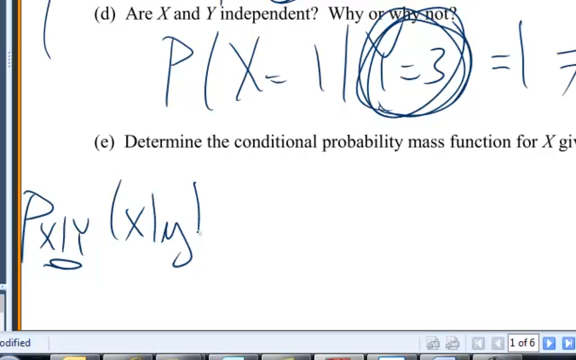 (d) Are X and Y independent? Why or why not?
P(X=1|Y=3)=1≠
(e) Determine the conditional probability mass function for X
P X|Y (x|y)
1 of 6